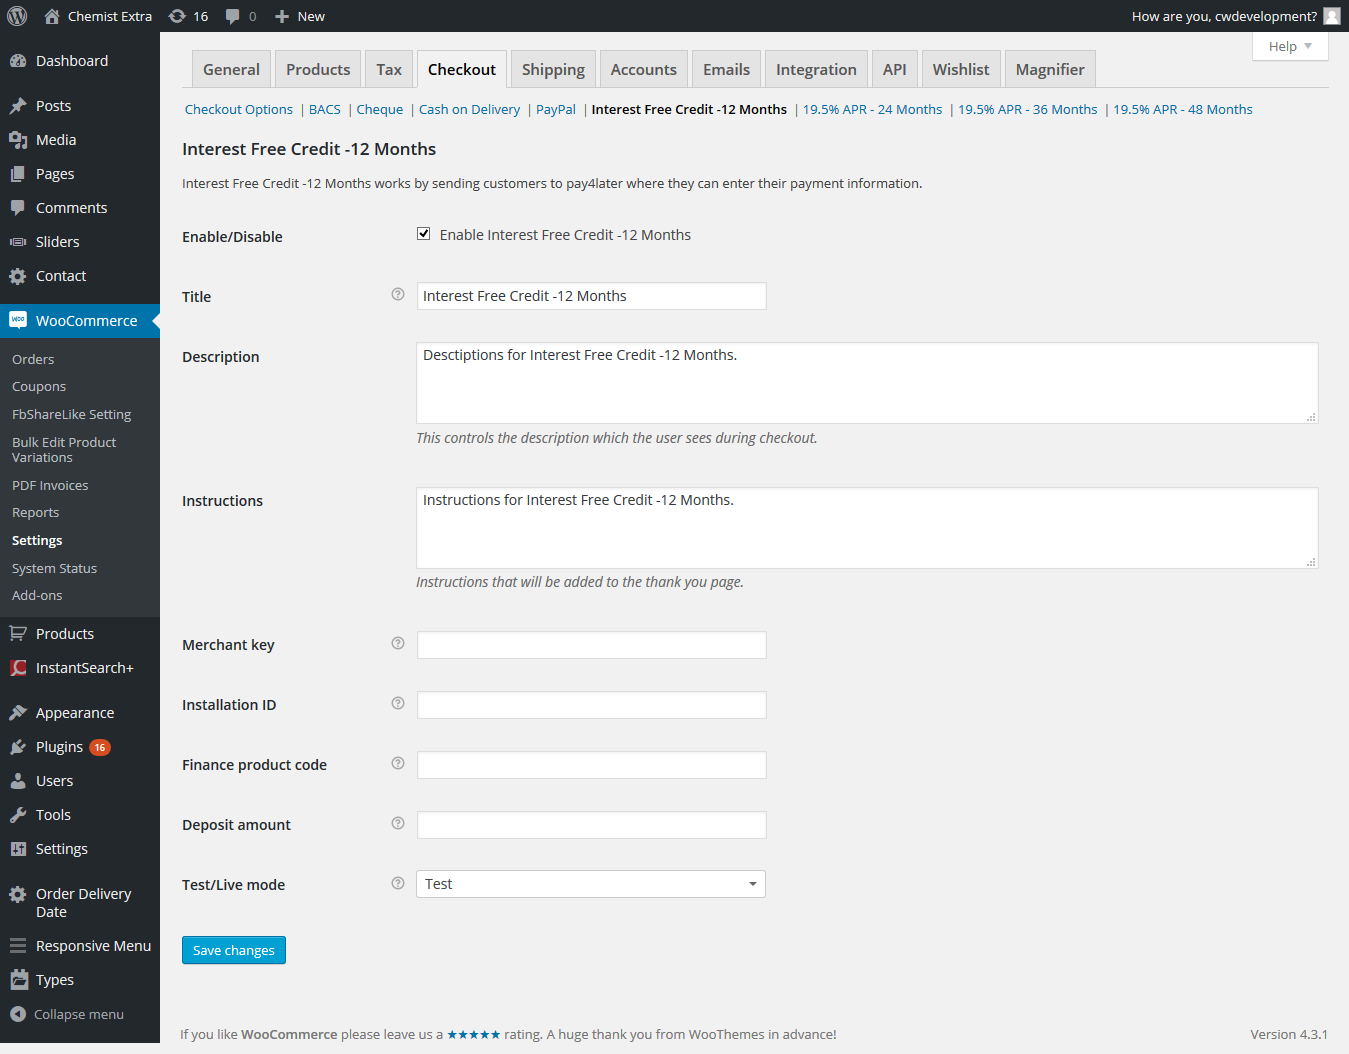 Chemist Extra 16 0 New How are you, cwdevelopment?
Help
Dashboard
Posts
Media
Pages
Comments
Sliders
Contact
WooCommerce
Orders
Coupons
FbShareLike Setting
Bulk Edit Product
Variations
PDF Invoices
Reports
Settings
System Status
Add-ons
Products
InstantSearch+
Appearance
Plugins 16
Users
Tools
Settings
Order Delivery
Date
Responsive Menu
Types
Collapse menu
General Products Tax Checkout Shipping Accounts Emails Integration API Wishlist Magnifier
Checkout Options | BACS | Cheque | Cash on Delivery | PayPal | Interest Free Credit -12 Months | 19.5% APR - 24 Months | 19.5% APR - 36 Months | 19.5% APR - 48 Months
Interest Free Credit -12 Months
Interest Free Credit -12 Months works by sending customers to pay4later where they can enter their payment information.
Enable/Disable Enable Interest Free Credit -12 Months
Title Interest Free Credit -12 Months
Description Desctiptions for Interest Free Credit -12 Months.
This controls the description which the user sees during checkout.
Instructions Instructions for Interest Free Credit -12 Months.
Instructions that will be added to the thank you page.
Merchant key
Installation ID
Finance product code
Deposit amount
Test/Live mode Test
Save changes
If you like WooCommerce please leave us a ★★★★★ rating. A huge thank you from WooThemes in advance! Version 4.3.1